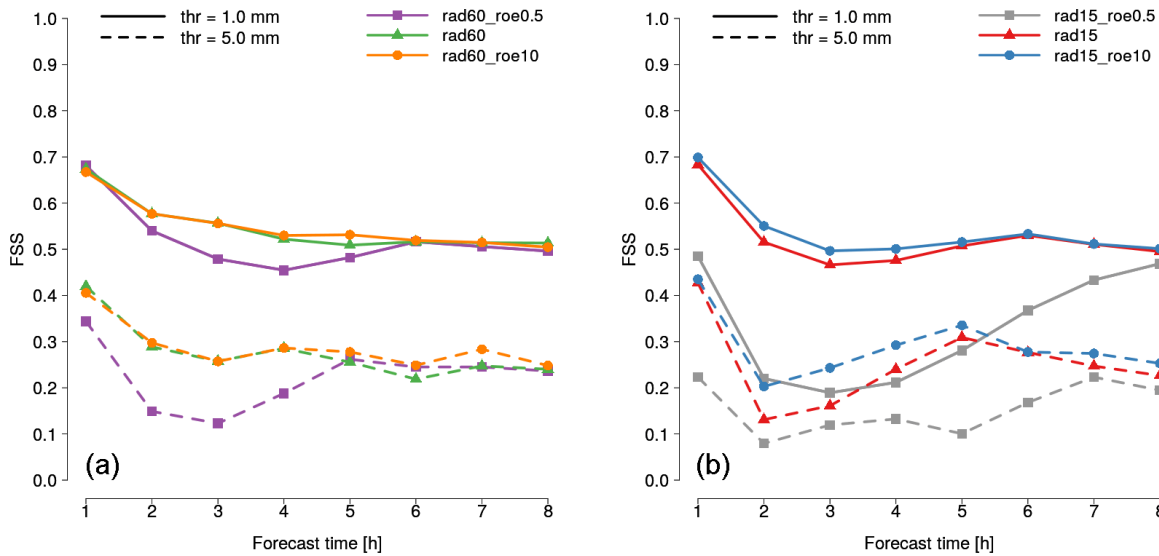 thr = 1.0 mm
thr = 5.0 mm
rad60_roe0.5
rad60
rad60_roe10
FSS
1.0
0.9
0.8
0.7
0.6
0.5
0.4
0.3
0.2
0.1
0.0
(a)
1 2 3 4 5 6 7 8
Forecast time [h]
thr = 1.0 mm
thr = 5.0 mm
rad15_roe0.5
rad15
rad15_roe10
FSS
1.0
0.9
0.8
0.7
0.6
0.5
0.4
0.3
0.2
0.1
0.0
(b)
1 2 3 4 5 6 7 8
Forecast time [h]